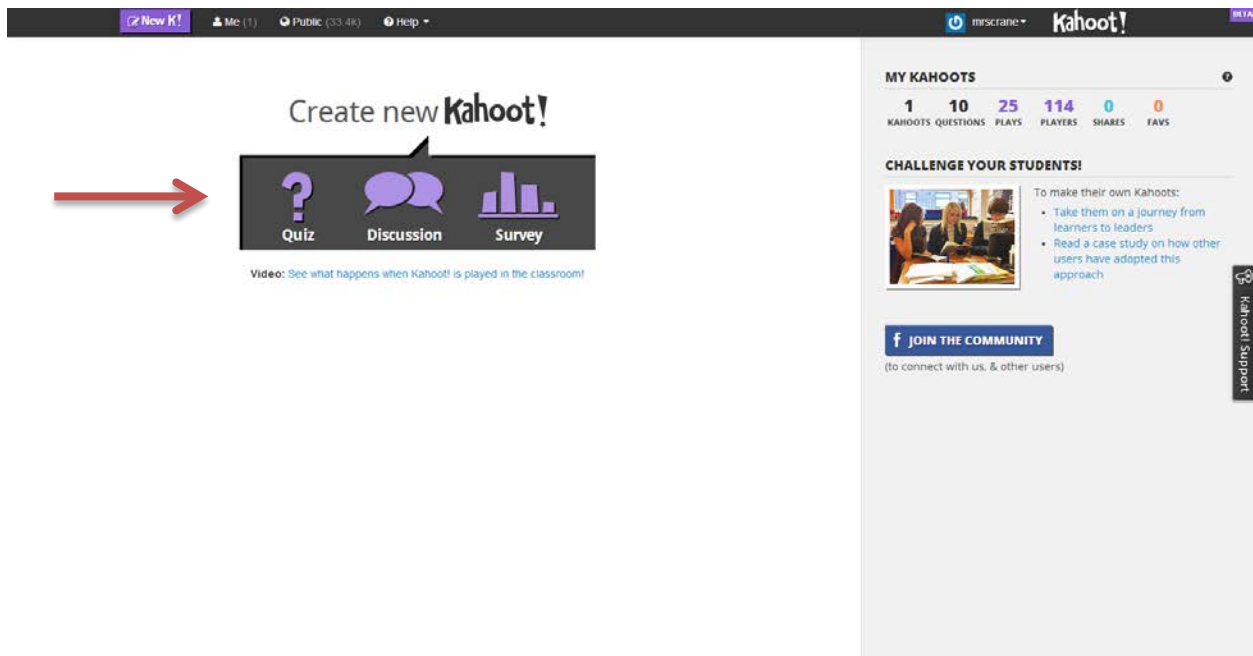 New K! Me (1) Public (33.4k) Help mrscrane Kahoot! BETA
Create new Kahoot!
Quiz Discussion Survey
Video: See what happens when Kahoot! is played in the classroom!
MY KAHOOTS
1 10 25 114 0 0
KAHOOTS QUESTIONS PLAYS PLAYERS SHARES FAVS
CHALLENGE YOUR STUDENTS!
To make their own Kahoots:
Take them on a journey from
learners to leaders
Read a case study on how other
users have adopted this
approach
f JOIN THE COMMUNITY
(to connect with us, & other users)
Kahoot! Support